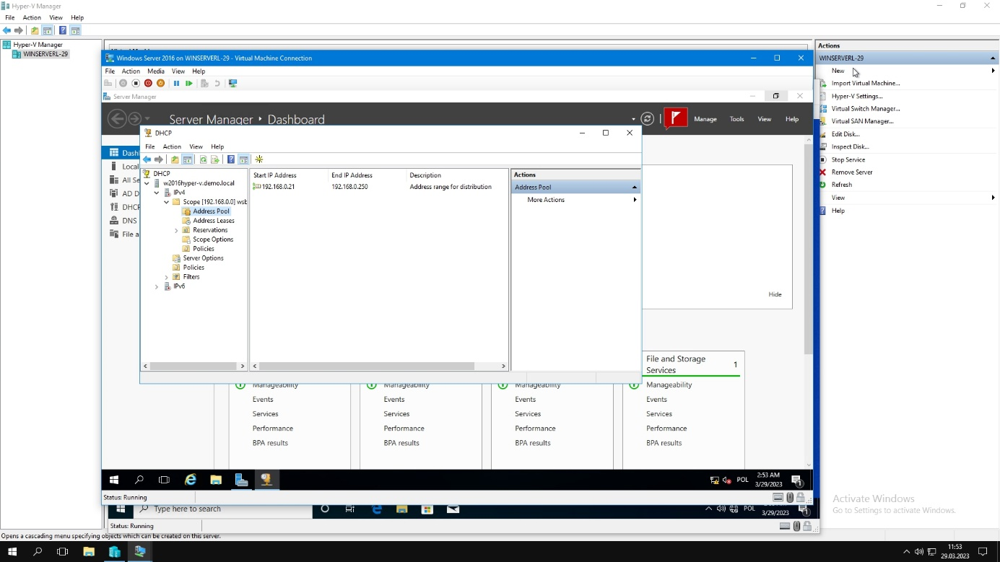 Hyper-V Manager
File Action View Help
Hyper-V Manager
WINSERVERL-29
Windows Server 2016 on WINSERVERL-29 - Virtual Machine Connection
File Action Media View Help
Server Manager
Server Manager ‣ Dashboard
Manage Tools View Help
Dash
Local
All Se
AD D
DHCP
DNS
File a
DHCP
File Action View Help
DHCP
w2016hyper-v.demo.local
IPv4
Scope [192.168.0.0] wsb
Address Pool
Address Leases
Reservations
Scope Options
Policies
Server Options
Policies
Filters
IPv6
Start IP Address End IP Address Description
192.168.0.21 192.168.0.250 Address range for distribution
Actions
Address Pool
More Actions
Hide
File and Storage
Services 1
Manageability Manageability Manageability Manageability
Events Events Events Events
Services Services Services Services
Performance Performance Performance Performance
BPA results BPA results BPA results BPA results
POL
2:53 AM
3/29/2023
1
Status: Running
Type here to search
POL
3/29/2023
1
Status: Running
Actions
WINSERVERL-29
New
Import Virtual Machine...
Hyper-V Settings...
Virtual Switch Manager...
Virtual SAN Manager...
Edit Disk...
Inspect Disk...
Stop Service
Remove Server
Refresh
View
Help
Activate Windows
Go to Settings to activate Windows.
Opens a cascading menu specifying objects which can be created on this server.
11:53
29.03.2023